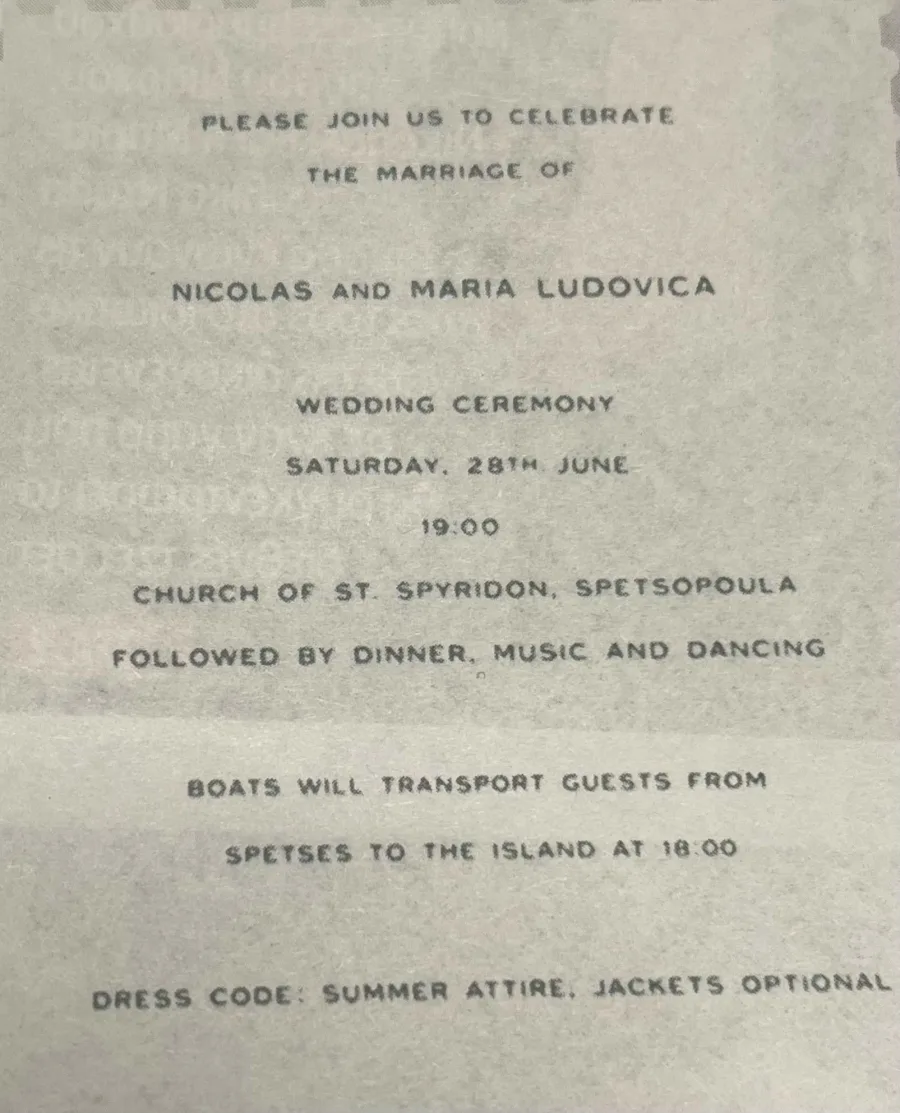 PLEASE JOIN US TO CELEBRATE
THE MARRIAGE OF
NICOLAS AND MARIA LUDOVICA
WEDDING CEREMONY
SATURDAY, 28TH JUNE
19:00
CHURCH OF ST. SPYRIDON, SPETSOPOULA
FOLLOWED BY DINNER, MUSIC AND DANCING
BOATS WILL TRANSPORT GUESTS FROM
SPETSES TO THE ISLAND AT 18:00
DRESS CODE: SUMMER ATTIRE, JACKETS OPTIONAL